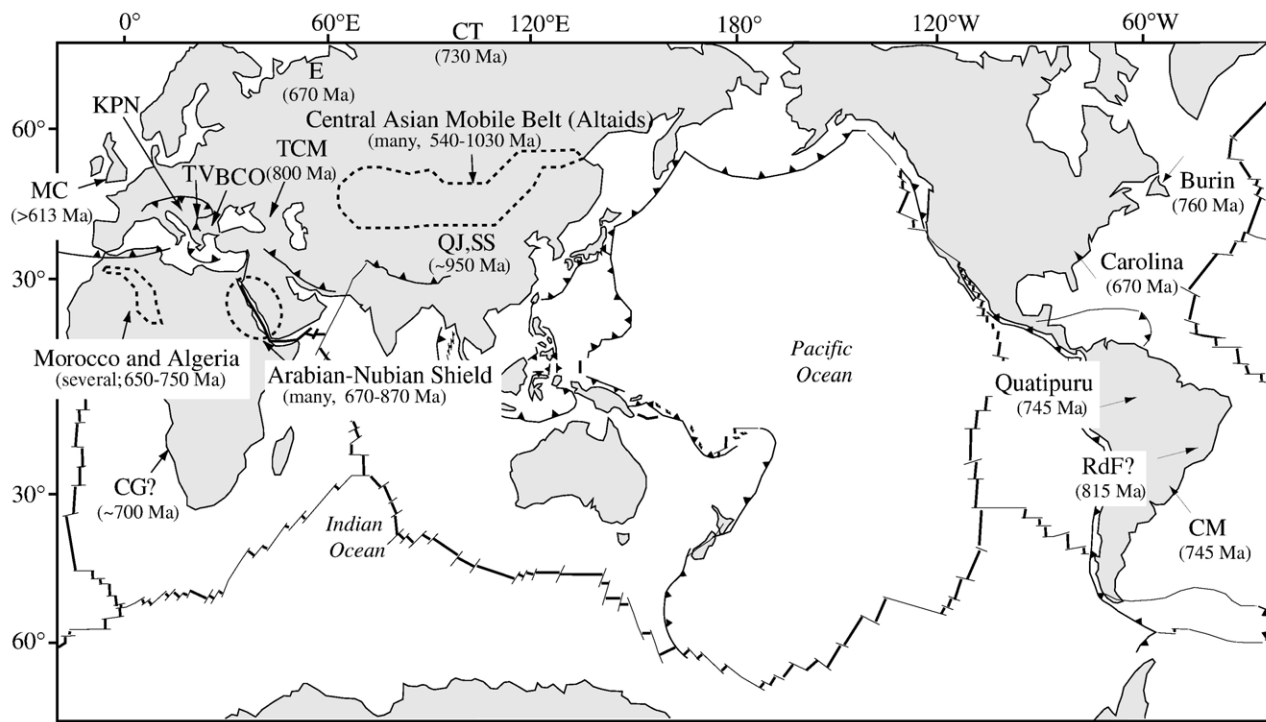 0°
60°E
120°E
180°
120°W
60°W
CT
(730 Ma)
E
(670 Ma)
KPN
Central Asian Mobile Belt (Altaids)
(many, 540-1030 Ma)
60°
TCM
(800 Ma)
TV
BCO
MC
(>613 Ma)
Burin
(760 Ma)
QJ,SS
(~950 Ma)
Carolina
(670 Ma)
30°
Morocco and Algeria
(several;650-750 Ma)
Arabian-Nubian Shield
(many, 670-870 Ma)
Pacific
Ocean
Quatipuru
(745 Ma)
RdF?
(815 Ma)
CG?
(~700 Ma)
30°
Indian
Ocean
CM
(745 Ma)
60°